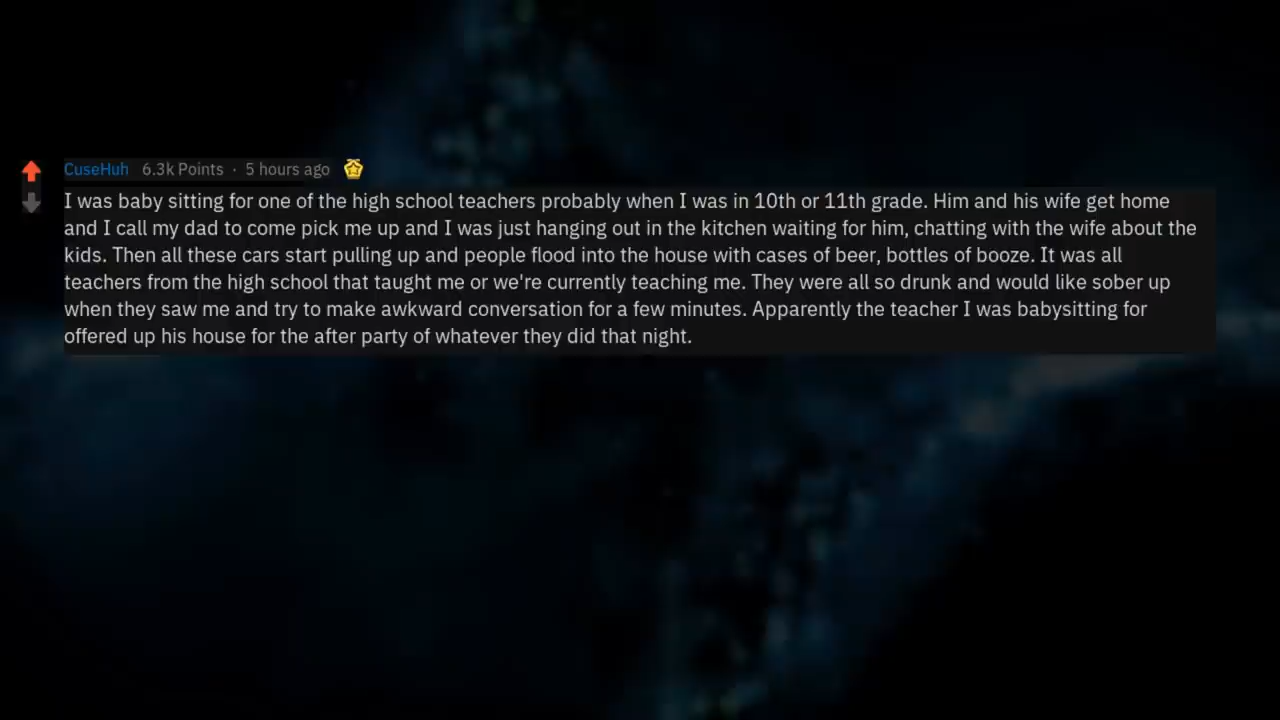 CuseHuh 6.3k Points · 5 hours ago
I was baby sitting for one of the high school teachers probably when I was in 10th or 11th grade. Him and his wife get home
and I call my dad to come pick me up and I was just hanging out in the kitchen waiting for him, chatting with the wife about the
kids. Then all these cars start pulling up and people flood into the house with cases of beer, bottles of booze. It was all
teachers from the high school that taught me or we're currently teaching me. They were all so drunk and would like sober up
when they saw me and try to make awkward conversation for a few minutes. Apparently the teacher I was babysitting for
offered up his house for the after party of whatever they did that night.